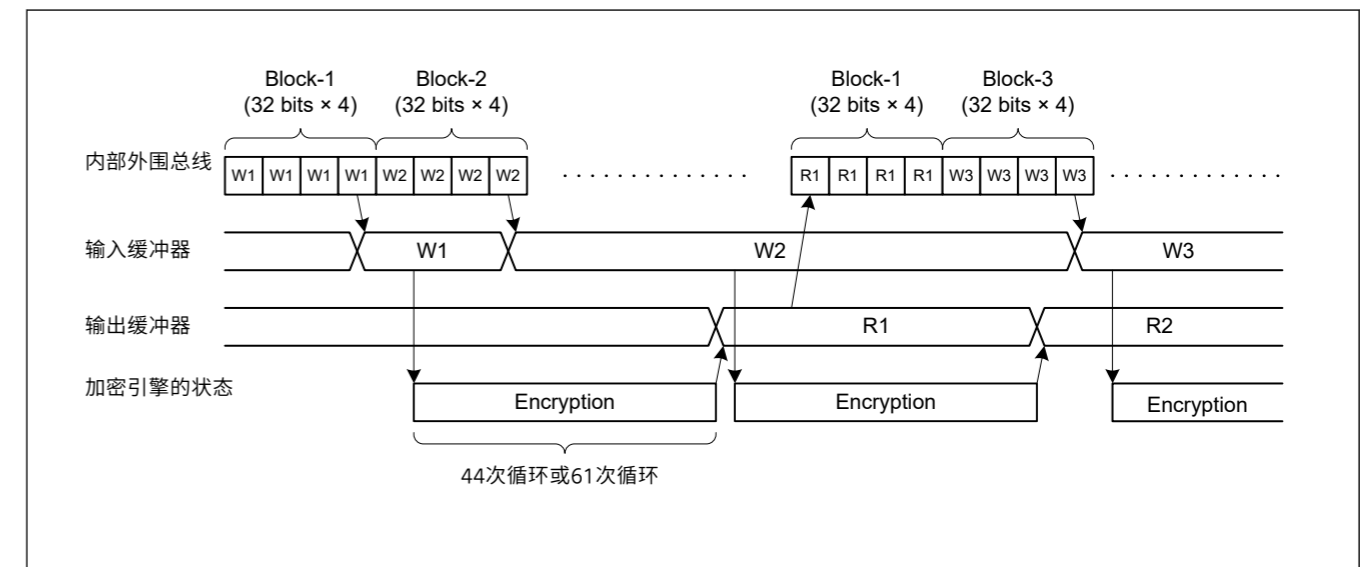 Block-1 Block-2 Block-1 Block-3
(32 bits × 4) (32 bits × 4) (32 bits × 4) (32 bits × 4)
内部外围总线 W1 W1 W1 W1 W2 W2 W2 W2 R1 R1 R1 R1 W3 W3 W3 W3
输入缓冲器 W1 W2 W3
输出缓冲器 R1 R2
加密引擎的状态
Encryption Encryption Encryption
44次循环或61次循环